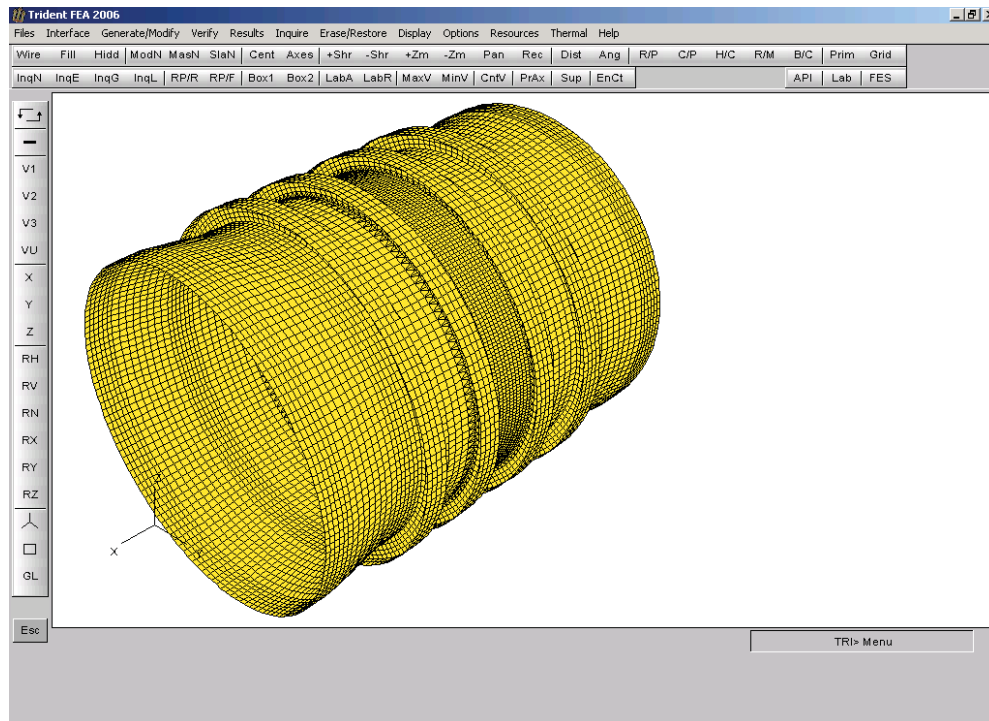 Trident FEA 2006
Files Interface Generate/Modify Verify Results Inquire Erase/Restore Display Options Resources Thermal Help
Wire Fill Hidd ModN MasN SlaN Cent Axes +Shr -Shr +Zm -Zm Pan Rec Dist Ang R/P C/P H/C R/M B/C Prim Grid
InqN InqE InqG InqL RP/R RP/F Box1 Box2 LabA LabR MaxV MinV CntV PrAx Sup EnCt API Lab FES
V1
V2
V3
VU
X
Y
Z
RH
RV
RN
RX
RY
RZ
GL
Esc
Z
X
Y
TRI> Menu